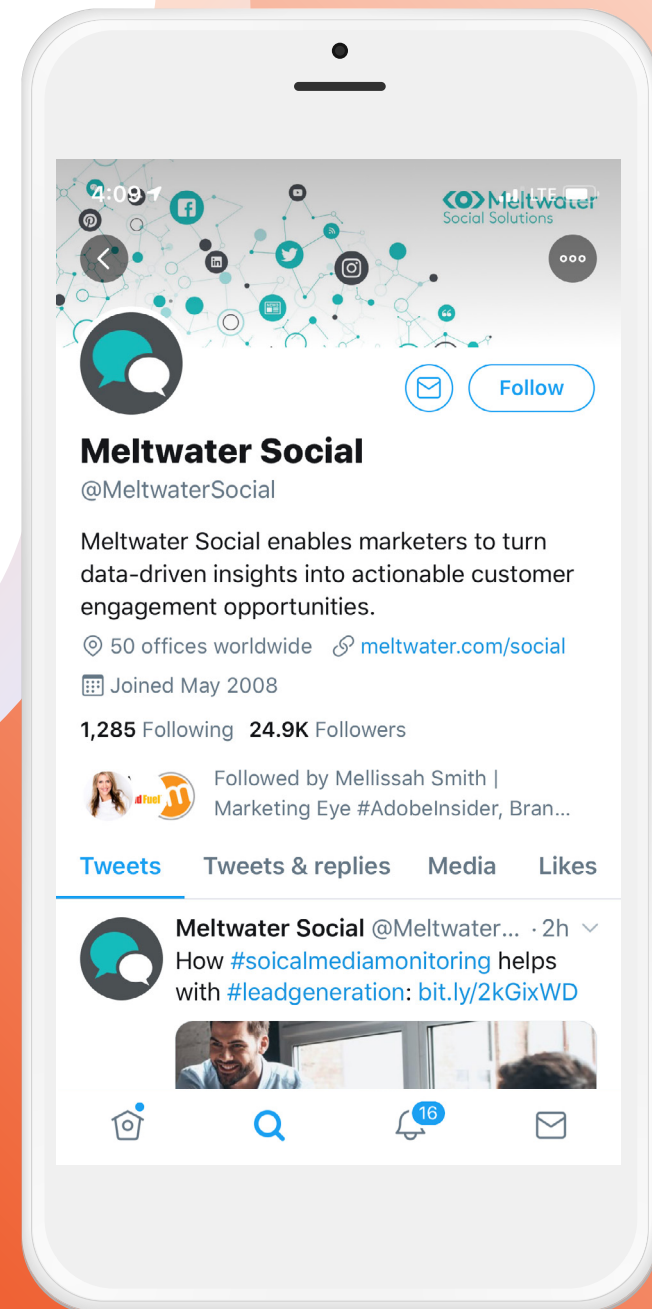 4:09
LTE
Meltwater
Social Solutions
Follow
Meltwater Social
@MeltwaterSocial
Meltwater Social enables marketers to turn
data-driven insights into actionable customer
engagement opportunities.
50 offices worldwide meltwater.com/social
Joined May 2008
1,285 Following 24.9K Followers
d Fuel
m
Followed by Mellissah Smith |
Marketing Eye #AdobeInsider, Bran...
Tweets Tweets & replies Media Likes
Meltwater Social @Meltwater... · 2h
How #soicalmediamonitoring helps
with #leadgeneration: bit.ly/2kGixWD
16